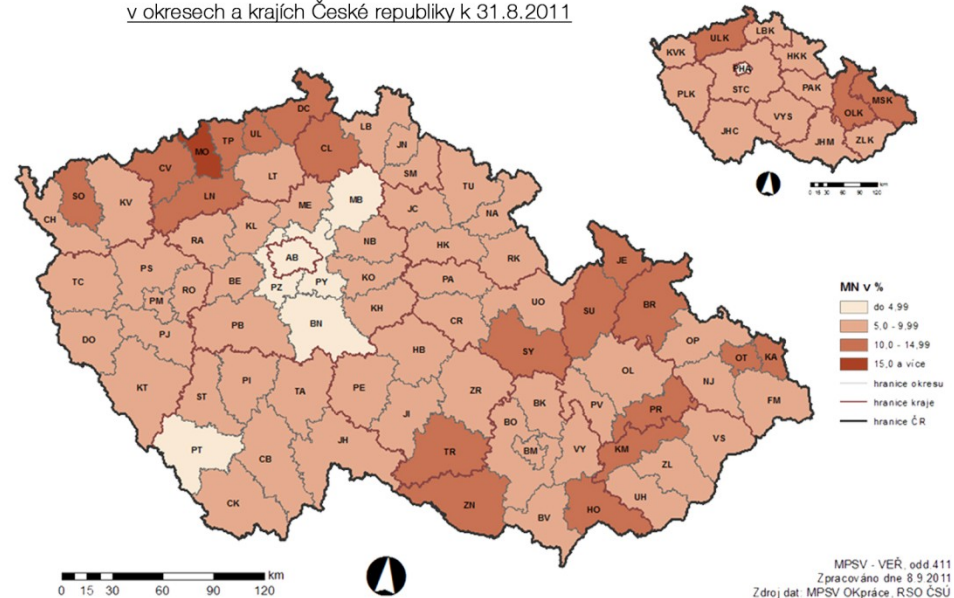 v okresech a krajích České republiky k 31.8.2011
KVK
ULK
LBK
HKK
PHA
STC
PLK
PAK
MSK
OLK
VYS
JHC
JHM
ZLK
0 15 30 60 90 120 km
DC
UL
TP
MO
CV
CL
LB
JN
SM
LT
LN
SO
KV
CH
ME
MB
TU
JC
NA
KL
RA
AB
NB
HK
RK
TC
PS
PM
RO
BE
PZ
PY
KO
PA
UO
JE
SU
BR
DO
PJ
PB
BN
KH
CR
SY
OP
OT
KA
HB
OL
NJ
FM
KT
ST
PI
TA
PE
JI
ZR
BK
PV
PR
BO
BM
VY
KM
VS
PT
CB
JH
TR
ZL
UH
CK
ZN
BV
HO
MN v %
do 4,99
5,0 - 9,99
10,0 - 14,99
15,0 a více
hranice okresu
hranice kraje
hranice ČR
0 15 30 60 90 120 km
MPSV - VEŘ, odd 411
Zpracováno dne 8.9.2011
Zdroj dat: MPSV OKpráce, RSO ČSÚ